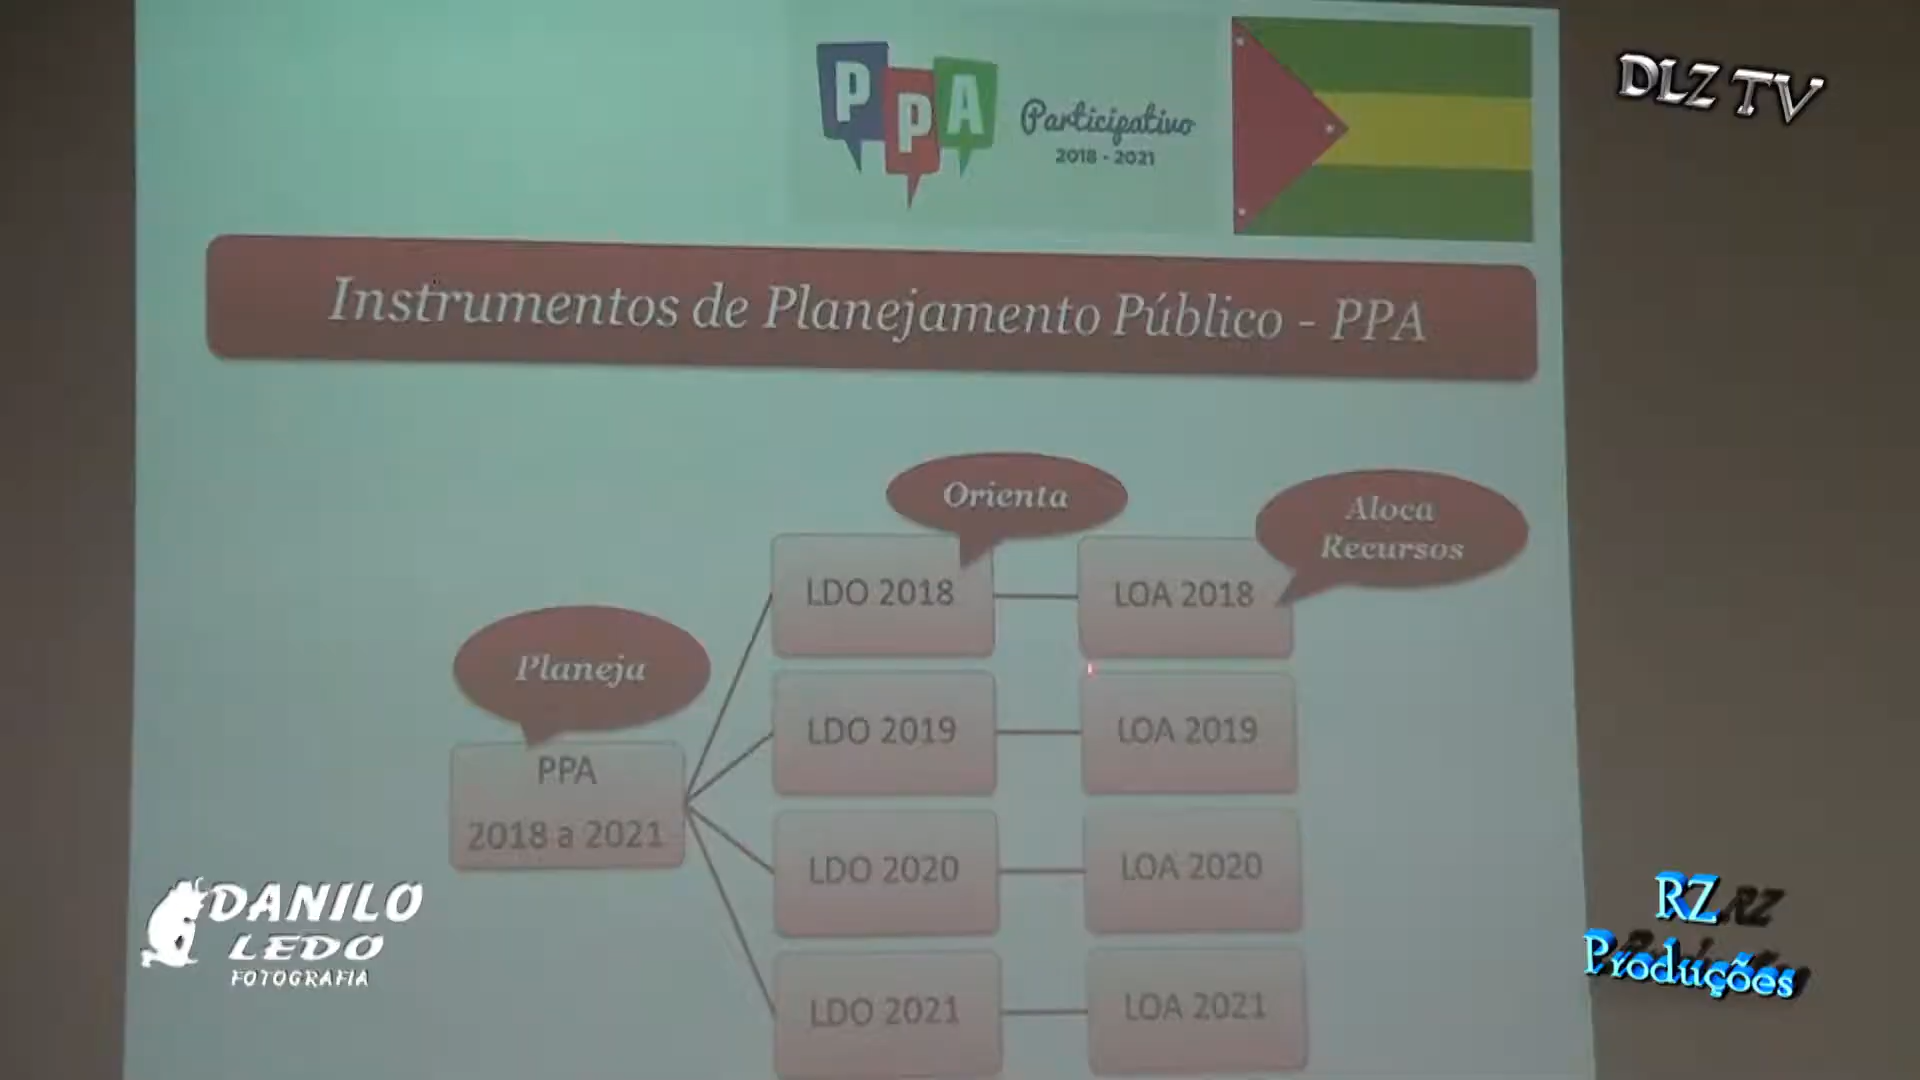 PPA
Participativo
2018 - 2021
DLZ TV
Instrumentos de Planejamento Público - PPA
Orienta
Aloca
Recursos
Planeja
LDO 2018
LOA 2018
LDO 2019
LOA 2019
PPA
2018 a 2021
LDO 2020
LOA 2020
LDO 2021
LOA 2021
DANILO
LEDO
FOTOGRAFIA
RZ
Produções